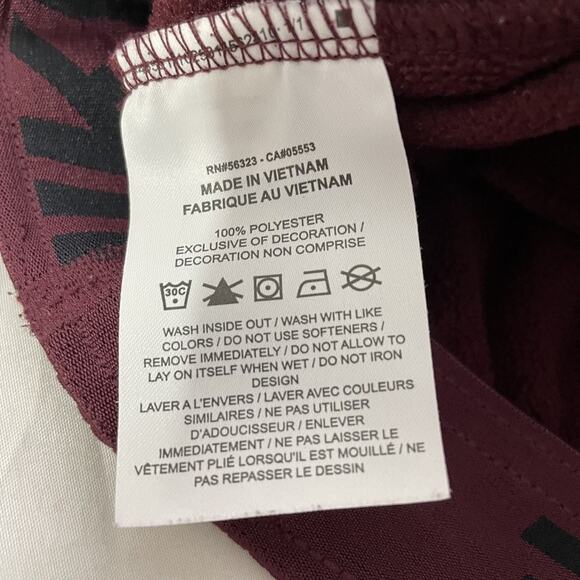 RN#56323 - CA#05553
MADE IN VIETNAM
FABRIQUE AU VIETNAM
100% POLYESTER
EXCLUSIVE OF DECORATION /
DECORATION NON COMPRISE
30C
WASH INSIDE OUT / WASH WITH LIKE
COLORS / DO NOT USE SOFTENERS /
REMOVE IMMEDIATELY / DO NOT ALLOW TO
LAY ON ITSELF WHEN WET / DO NOT IRON
DESIGN
LAVER A L'ENVERS / LAVER AVEC COULEURS
SIMILAIRES / NE PAS UTILISER
D'ADOUCISSEUR / ENLEVER
IMMEDIATEMENT / NE PAS LAISSER LE
VÊTEMENT PLIÉ LORSQU'IL EST MOUILLÉ / NE
PAS REPASSER LE DESSIN